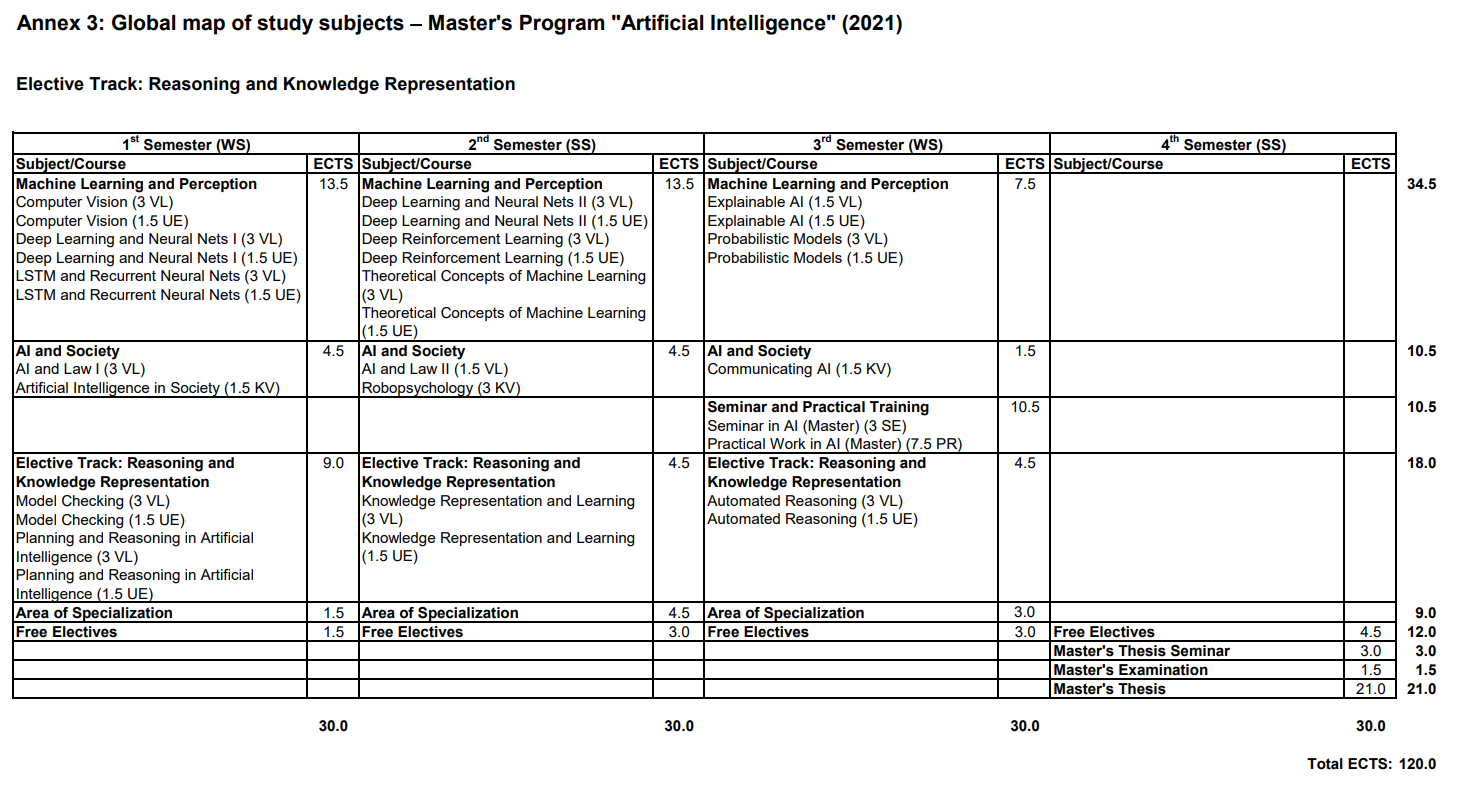 Annex 3: Global map of study subjects – Master's Program "Artificial Intelligence" (2021)
Elective Track: Reasoning and Knowledge Representation
1st Semester (WS) 2nd Semester (SS) 3rd Semester (WS) 4th Semester (SS)
Subject/Course ECTS Subject/Course ECTS Subject/Course ECTS Subject/Course ECTS
Machine Learning and Perception 13.5 Machine Learning and Perception 13.5 Machine Learning and Perception 7.5 34.5
Computer Vision (3 VL) Deep Learning and Neural Nets II (3 VL) Explainable AI (1.5 VL)
Computer Vision (1.5 UE) Deep Learning and Neural Nets II (1.5 UE) Explainable AI (1.5 UE)
Deep Learning and Neural Nets I (3 VL) Deep Reinforcement Learning (3 VL) Probabilistic Models (3 VL)
Deep Learning and Neural Nets I (1.5 UE) Deep Reinforcement Learning (1.5 UE) Probabilistic Models (1.5 UE)
LSTM and Recurrent Neural Nets (3 VL) Theoretical Concepts of Machine Learning
LSTM and Recurrent Neural Nets (1.5 UE) (3 VL)
Theoretical Concepts of Machine Learning
(1.5 UE)
AI and Society 4.5 AI and Society 4.5 AI and Society 1.5 10.5
AI and Law I (3 VL) AI and Law II (1.5 VL) Communicating AI (1.5 KV)
Artificial Intelligence in Society (1.5 KV) Robopsychology (3 KV)
Seminar and Practical Training 10.5 10.5
Seminar in AI (Master) (3 SE)
Practical Work in AI (Master) (7.5 PR)
Elective Track: Reasoning and 9.0 Elective Track: Reasoning and 4.5 Elective Track: Reasoning and 4.5 18.0
Knowledge Representation Knowledge Representation Knowledge Representation
Model Checking (3 VL) Knowledge Representation and Learning Automated Reasoning (3 VL)
Model Checking (1.5 UE) (3 VL) Automated Reasoning (1.5 UE)
Planning and Reasoning in Artificial Knowledge Representation and Learning
Intelligence (3 VL) (1.5 UE)
Planning and Reasoning in Artificial
Intelligence (1.5 UE)
Area of Specialization 1.5 Area of Specialization 4.5 Area of Specialization 3.0 9.0
Free Electives 1.5 Free Electives 3.0 Free Electives 3.0 Free Electives 4.5 12.0
Master's Thesis Seminar 3.0 3.0
Master's Examination 1.5 1.5
Master's Thesis 21.0 21.0
30.0 30.0 30.0 30.0
Total ECTS: 120.0